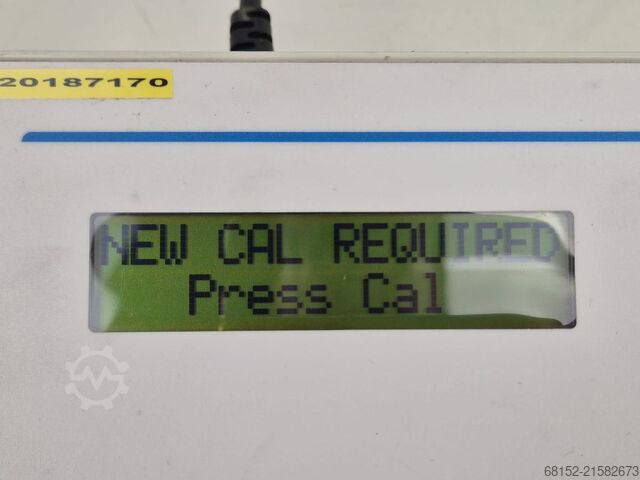 20187170
NEW CAL REQUIRED
Press Cal
68152-21582673